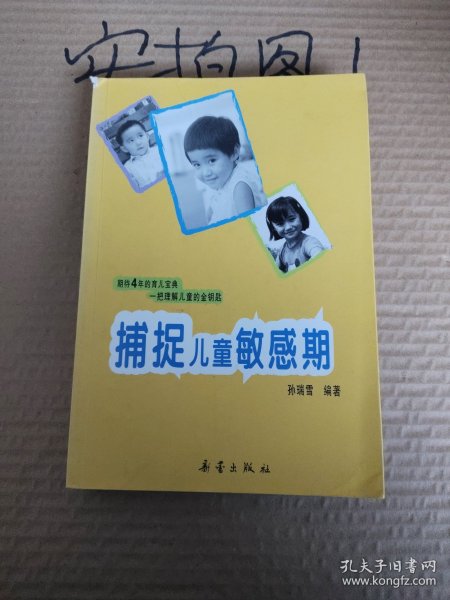 实拍图！
期待4年的育儿宝典
一把理解儿童的金钥匙
捕捉儿童敏感期
孙瑞雪 编著
新蕾出版社
孔夫子旧书网
www.kongfz.com